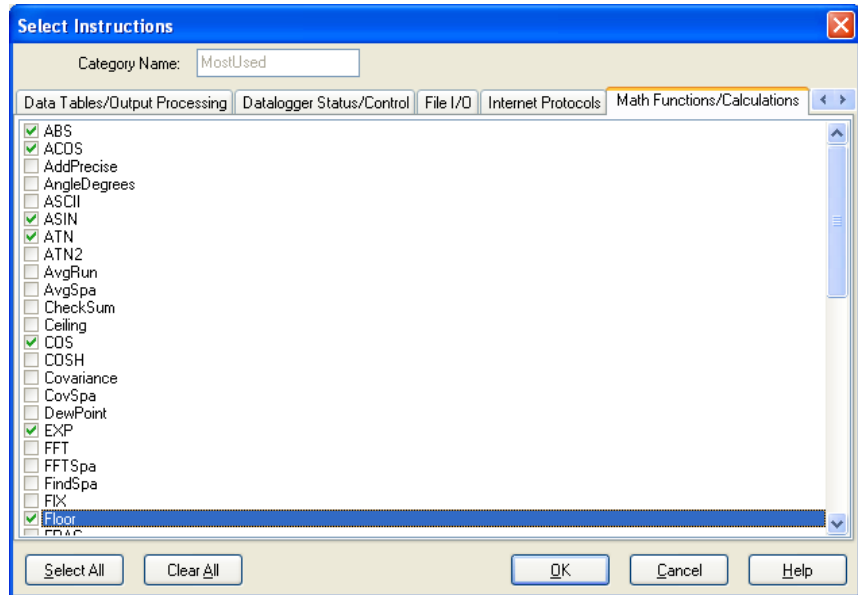 Select Instructions
Category Name: MostUsed
Data Tables/Output Processing Datalogger Status/Control File I/O Internet Protocols Math Functions/Calculations
ABS
ACOS
AddPrecise
AngleDegrees
ASCII
ASIN
ATN
ATN2
AvgRun
AvgSpa
CheckSum
Ceiling
COS
COSH
Covariance
CovSpa
DewPoint
EXP
FFT
FFTSpa
FindSpa
FIX
Floor
Select All Clear All OK Cancel Help